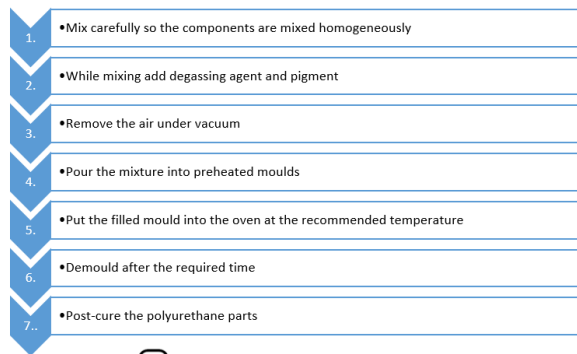 1. •Mix carefully so the components are mixed homogeneously
2. •While mixing add degassing agent and pigment
3. •Remove the air under vacuum
4. •Pour the mixture into preheated moulds
5. •Put the filled mould into the oven at the recommended temperature
6. •Demould after the required time
7.. •Post-cure the polyurethane parts